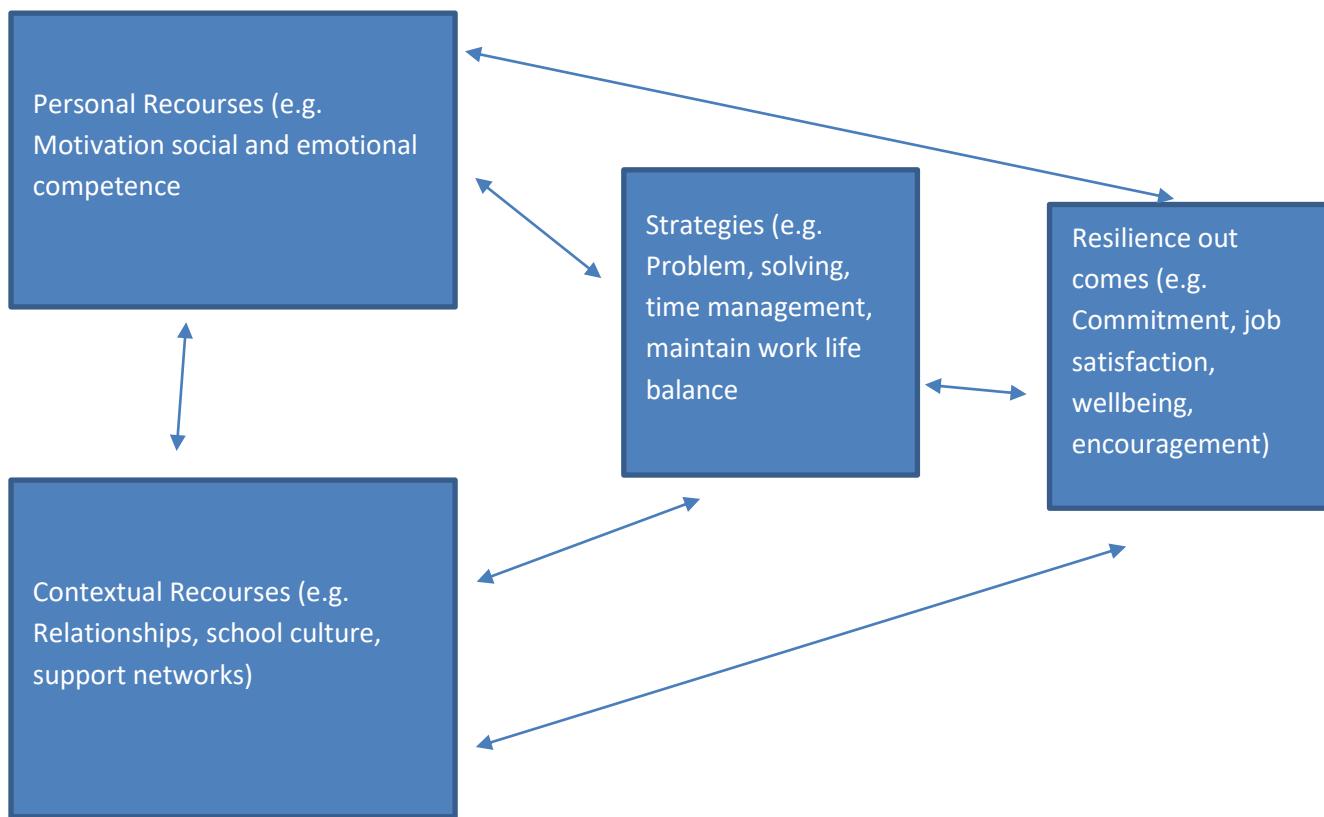 Personal Recourses (e.g.
Motivation social and emotional
competence
Strategies (e.g.
Problem, solving,
time management,
maintain work life
balance
Resilience out
comes (e.g.
Commitment, job
satisfaction,
wellbeing,
encouragement)
Contextual Recourses (e.g.
Relationships, school culture,
support networks)